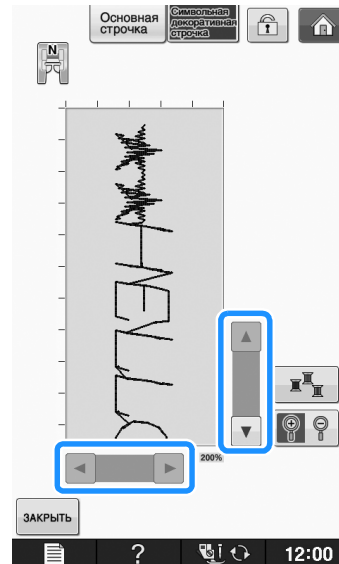 Основная
строчка
Символьная
декоративная
строчка
N
HELLO
200%
ЗАКРЫТЬ
?
12:00